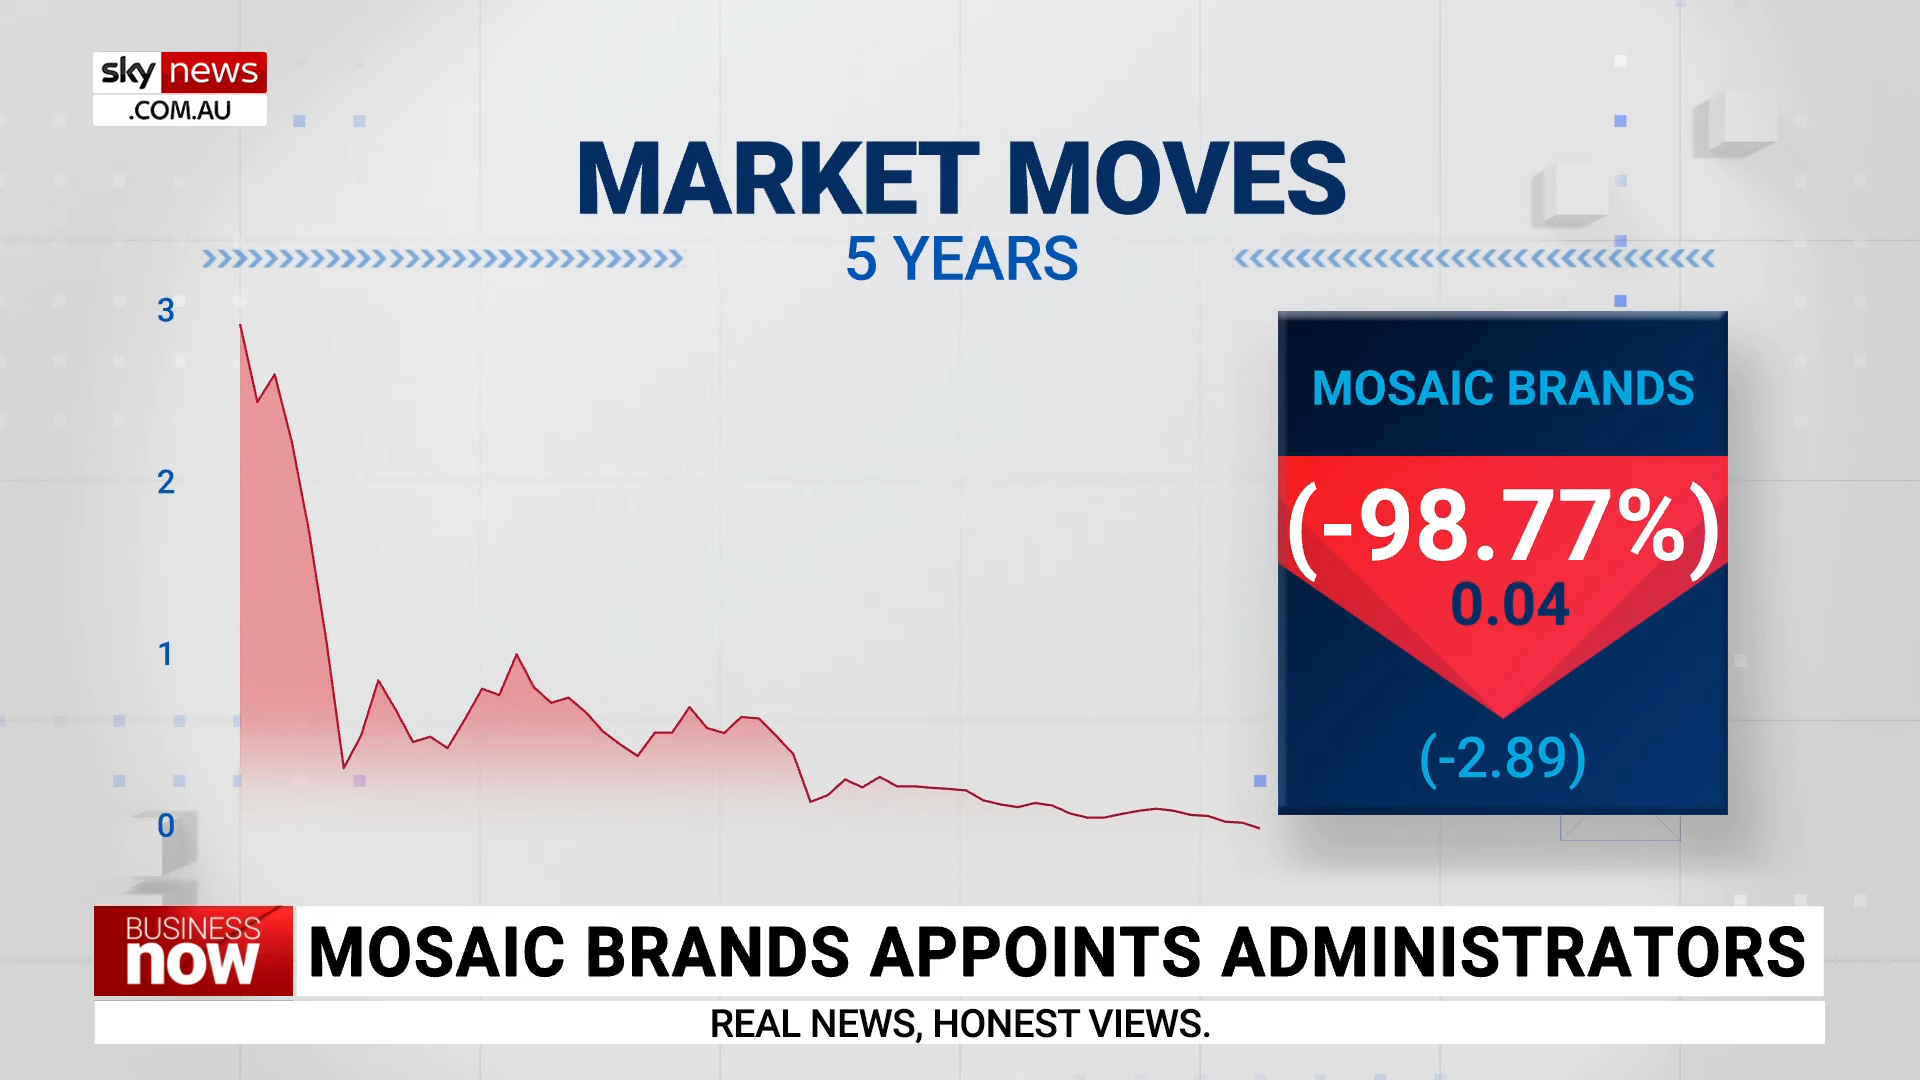 sky news
.COM.AU
MARKET MOVES
5 YEARS
3
2
1
0
MOSAIC BRANDS
(-98.77%)
0.04
(-2.89)
BUSINESS
now
MOSAIC BRANDS APPOINTS ADMINISTRATORS
REAL NEWS, HONEST VIEWS.